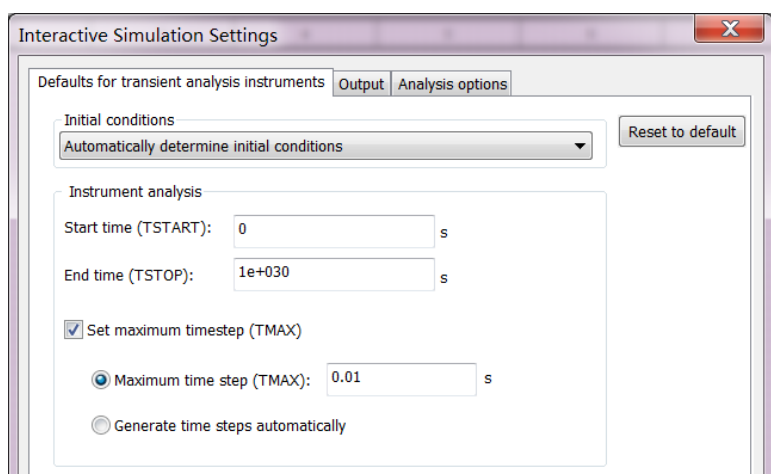 Interactive Simulation Settings
Defaults for transient analysis instruments
Output
Analysis options
Initial conditions
Automatically determine initial conditions
Reset to default
Instrument analysis
Start time (TSTART): 0 s
End time (TSTOP): 1e+030 s
Set maximum timestep (TMAX)
Maximum time step (TMAX): 0.01 s
Generate time steps automatically